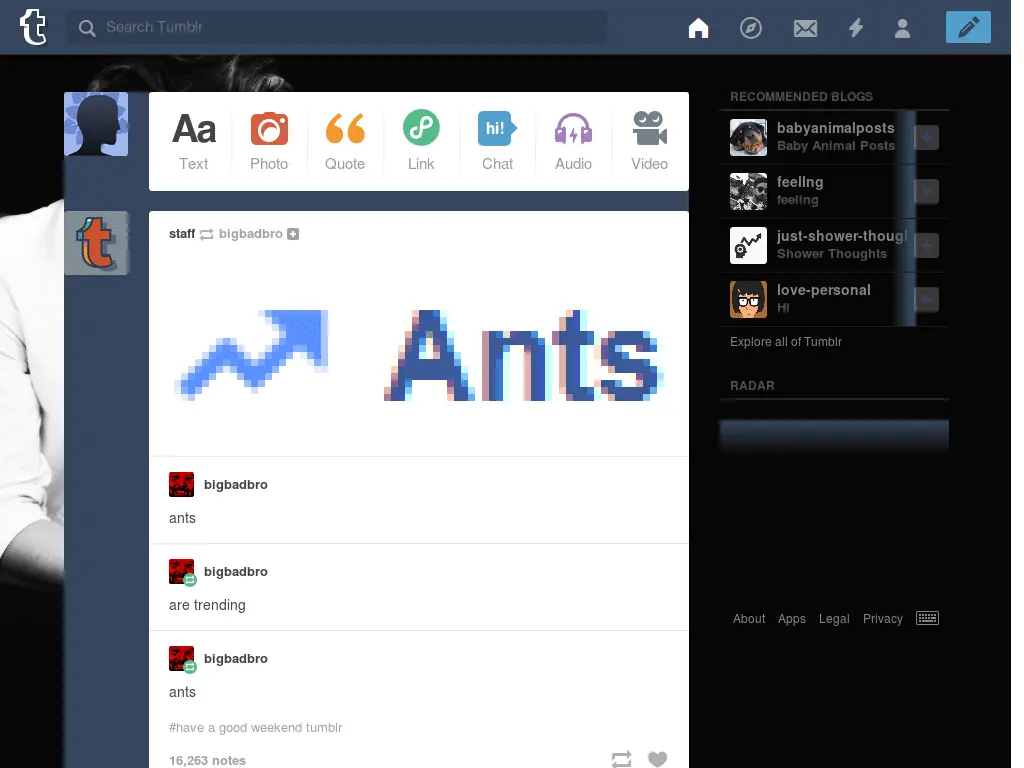 Search Tumblr
Aa
hi!
Text
Photo
Quote
Link
Chat
Audio
Video
staff bigbadbro
Ants
bigbadbro
ants
bigbadbro
are trending
bigbadbro
ants
#have a good weekend tumblr
16,263 notes
RECOMMENDED BLOGS
babyanimalposts
Baby Animal Posts
feelIng
feeling
just-shower-thoug
Shower Thoughts
love-personal
HI
Explore all of Tumblr
RADAR
About Apps Legal Privacy